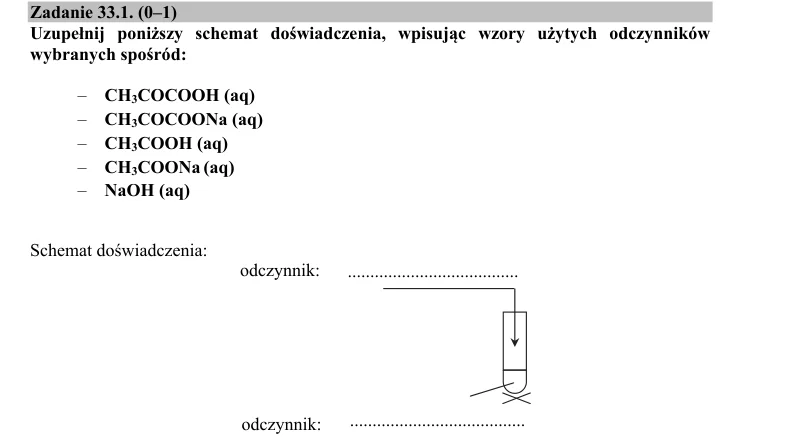 Zadanie 33.1. (0–1)
Uzupełnij poniższy schemat doświadczenia, wpisując wzory użytych odczynników
wybranych spośród:
– CH₃COCOOH (aq)
– CH₃COCOONa (aq)
– CH₃COOH (aq)
– CH₃COONa (aq)
– NaOH (aq)
Schemat doświadczenia:
odczynnik: ......................................
odczynnik: .......................................